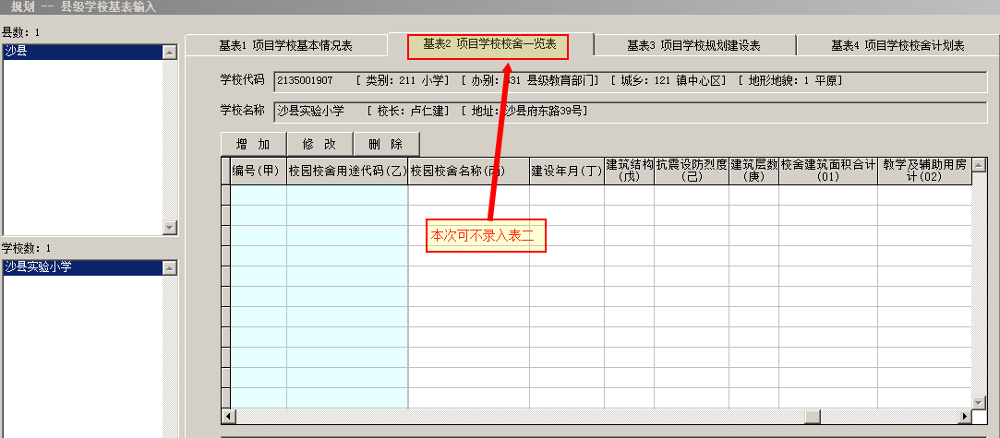 规划 -- 县级学校基表输入
县数: 1
沙县
学校数: 1
沙县实验小学
基表1 项目学校基本情况表
基表2 项目学校校舍一览表
基表3 项目学校规划建设表
基表4 项目学校校舍计划表
学校代码 2135001907 [ 类别: 211 小学] [ 办别: 831 县级教育部门] [ 城乡: 121 镇中心区] [ 地形地貌: 1 平原]
学校名称 沙县实验小学 [ 校长: 卢仁建] [ 地址: 沙县府东路39号]
增 加 修 改 删 除
编号(甲) 校园校舍用途代码(乙) 校园校舍名称(丙) 建设年月(丁) 建筑结构(戊) 抗震设防烈度(己) 建筑层数(庚) 校舍建筑面积合计(01) 教学及辅助用房计(02)
本次可不录入表二